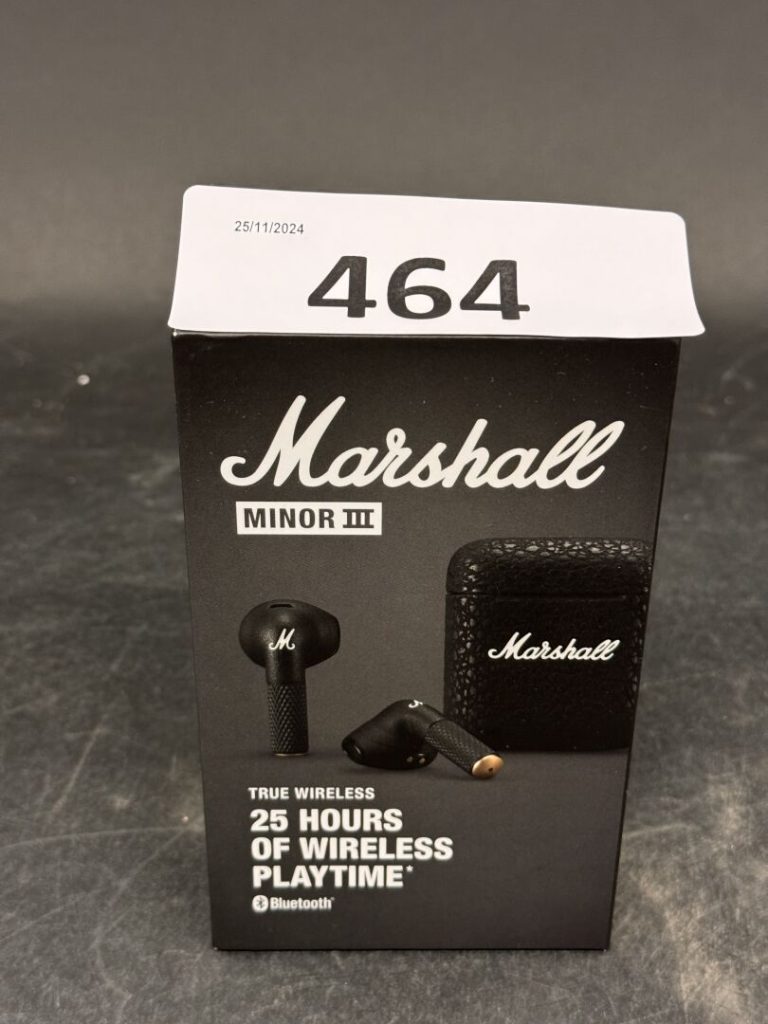 25/11/2024
464
Marshall
MINOR III
M
Marshall
TRUE WIRELESS
25 HOURS
OF WIRELESS
PLAYTIME*
Bluetooth®